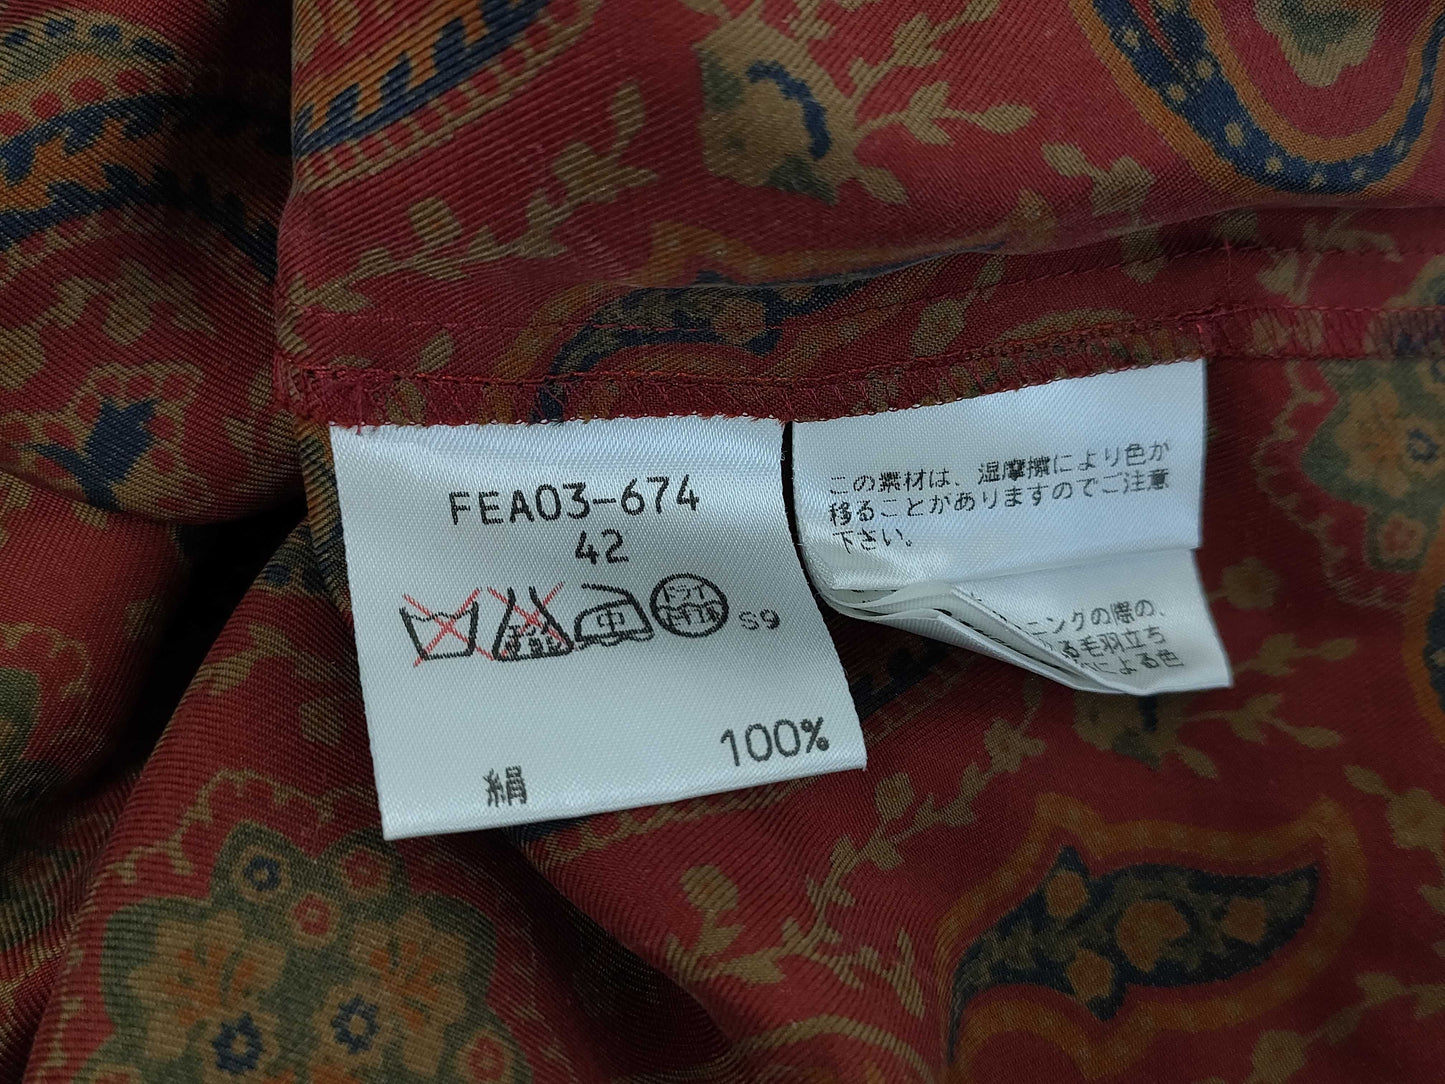 FEA03-674
42
中
ドライ
S9
絹
100%
この素材は、湿摩擦により色が
移ることがありますのでご注意
下さい。
ニングの際の、
る毛羽立ち
による色